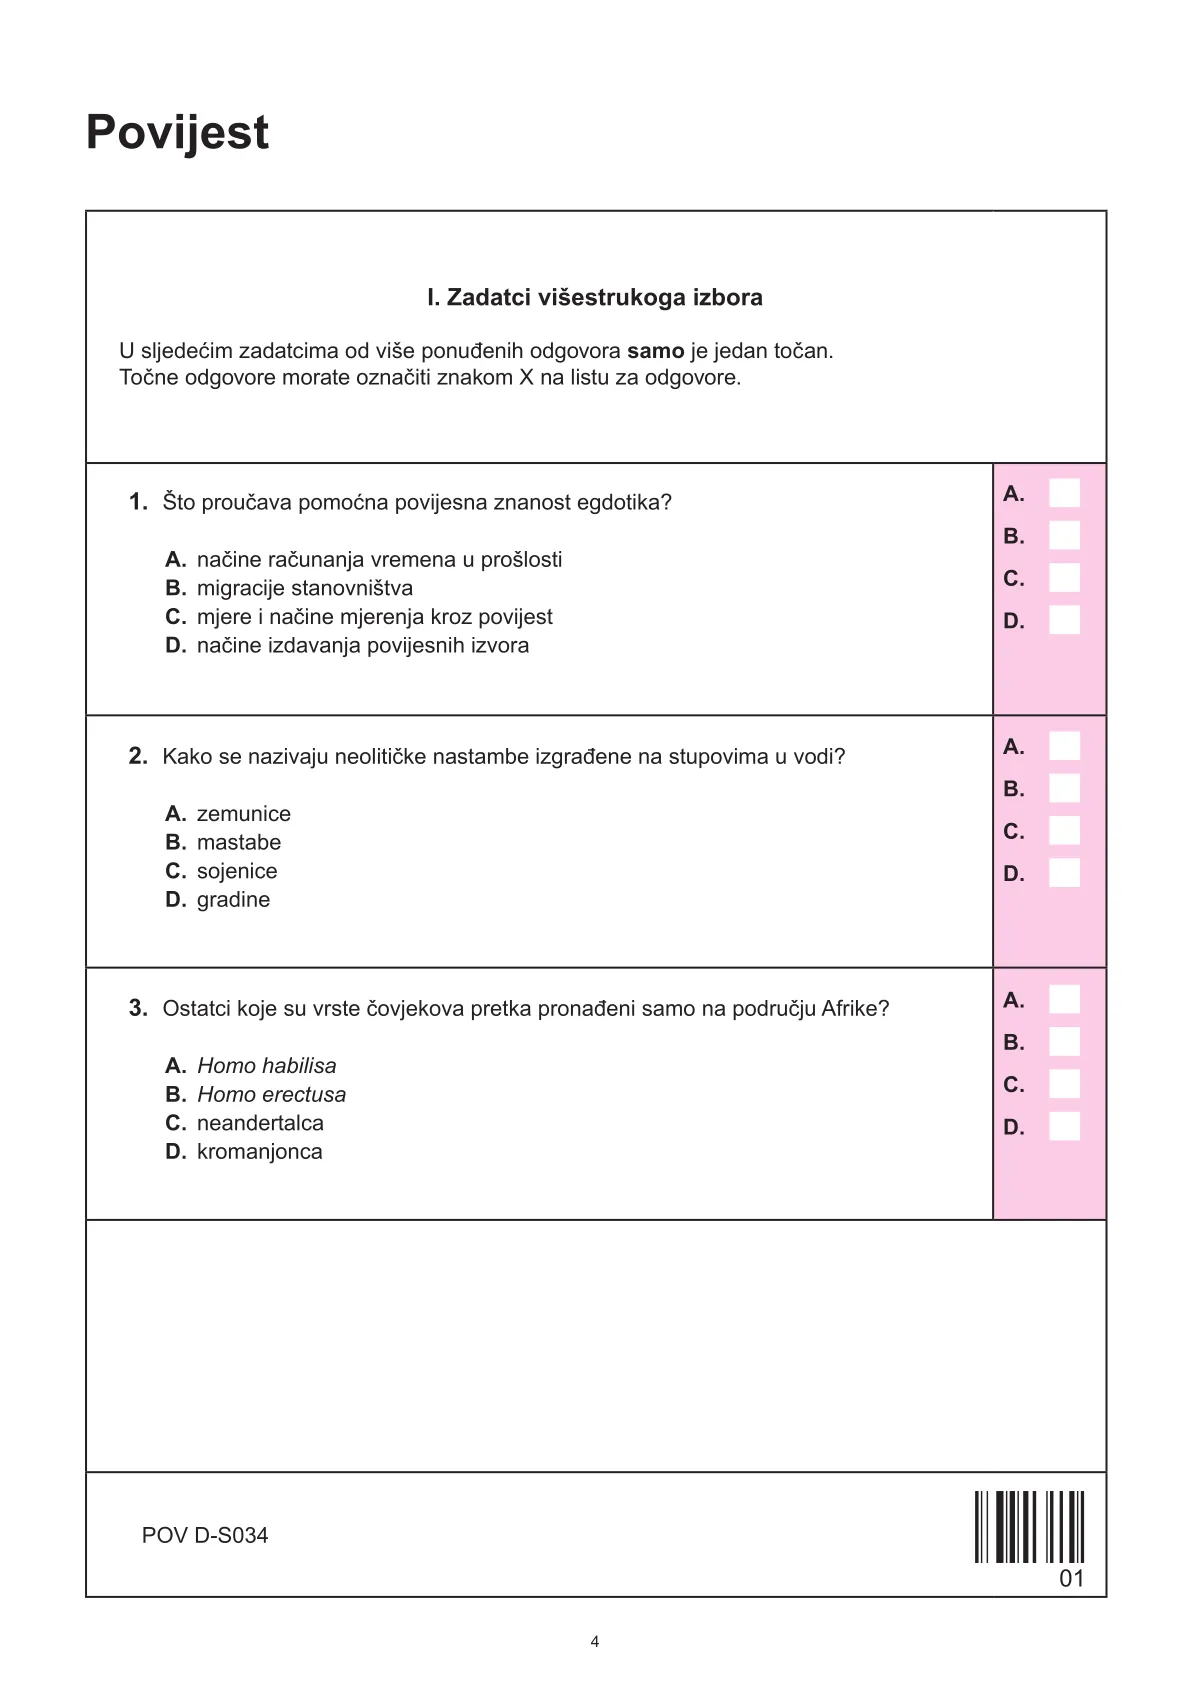 Povijest
I. Zadatci višestrukoga izbora
U sljedećim zadatcima od više ponuđenih odgovora samo je jedan točan.
Točne odgovore morate označiti znakom X na listu za odgovore.
1. Što proučava pomoćna povijesna znanost egdotika?
A. načine računanja vremena u prošlosti
B. migracije stanovništva
C. mjere i načine mjerenja kroz povijest
D. načine izdavanja povijesnih izvora
A.
B.
C.
D.
2. Kako se nazivaju neolitičke nastambe izgrađene na stupovima u vodi?
A. zemunice
B. mastabe
C. sojenice
D. gradine
A.
B.
C.
D.
3. Ostatci koje su vrste čovjekova pretka pronađeni samo na području Afrike?
A. Homo habilisa
B. Homo erectusa
C. neandertalca
D. kromanjonca
A.
B.
C.
D.
POV D-S034
01
4